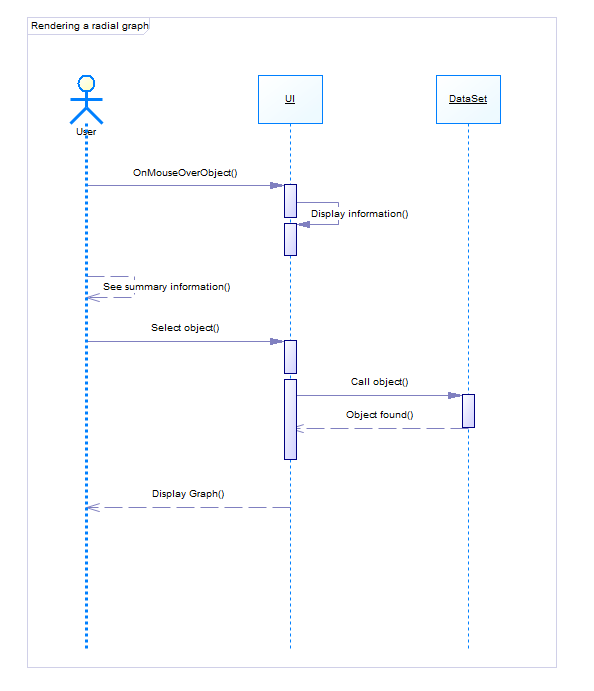 Rendering a radial graph
User
UI
DataSet
OnMouseOverObject()
Display information()
See summary information()
Select object()
Call object()
Object found()
Display Graph()